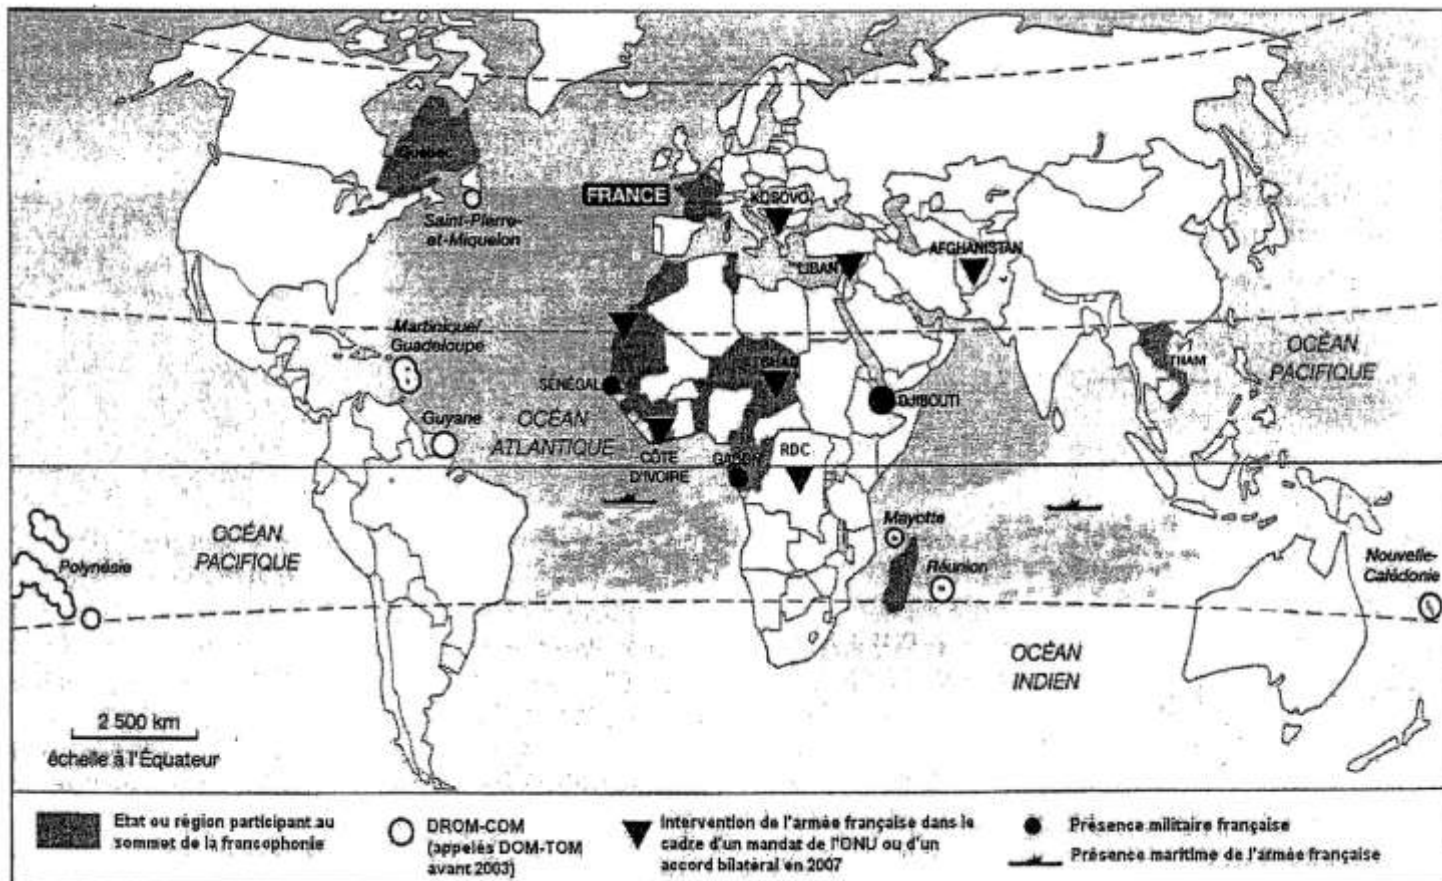 Québec
Saint-Pierre-
et-Miquelon
FRANCE
KOSOVO
LIBAN
AFGHANISTAN
Martinique/
Guadeloupe
Guyane
OCÉAN
ATLANTIQUE
SÉNÉGAL
TCHAD
DJIBOUTI
CÔTE
D'IVOIRE
GABON
RDC
TNAM
OCÉAN
PACIFIQUE
OCÉAN
PACIFIQUE
Polynésie
Mayotte
Réunion
Nouvelle-
Calédonie
OCÉAN
INDIEN
2 500 km
échelle à l'Équateur
Etat ou région participant au
sommet de la francophonie
DROM-COM
(appelés DOM-TOM
avant 2003)
Intervention de l'armée française dans le
cadre d'un mandat de l'ONU ou d'un
accord bilatéral en 2007
Présence militaire française
Présence maritime de l'armée française